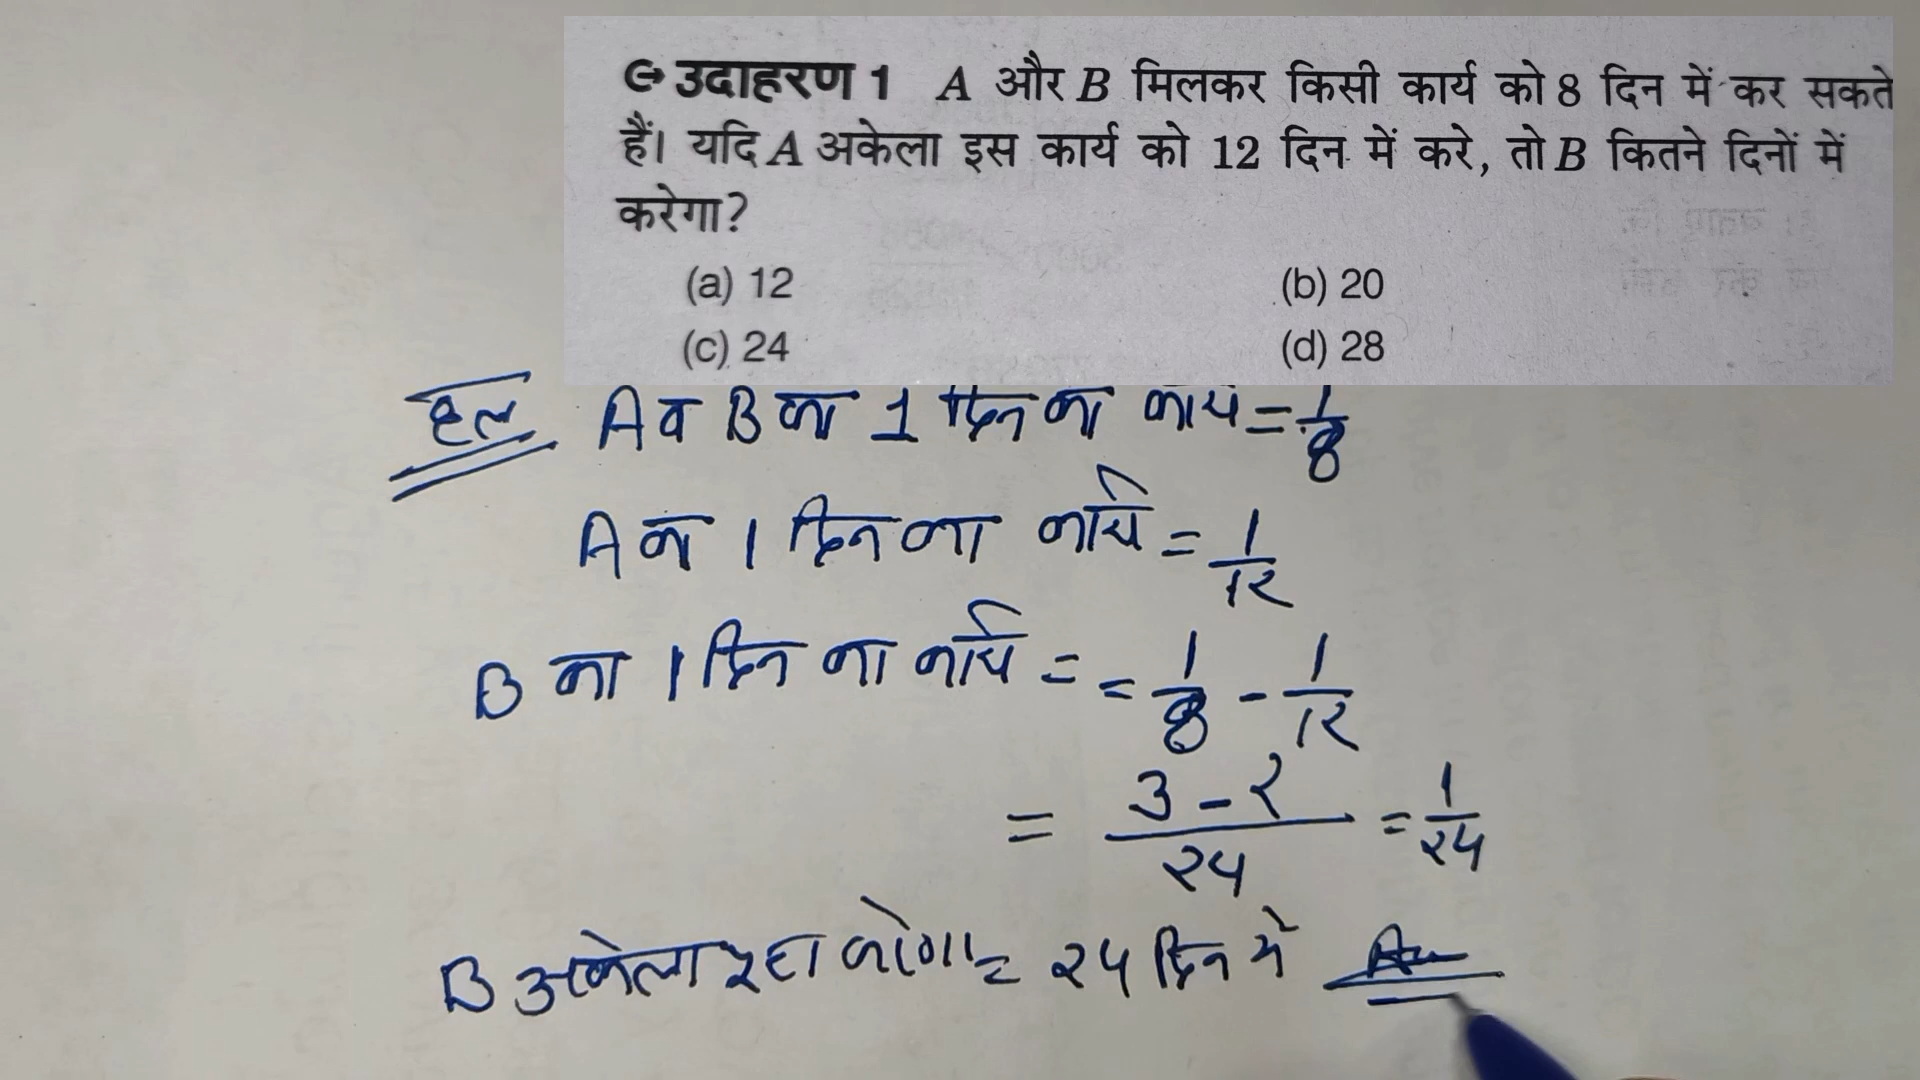 उदाहरण 1 A और B मिलकर किसी कार्य को 8 दिन में कर सकते
हैं। यदि A अकेला इस कार्य को 12 दिन में करे, तो B कितने दिनों में
करेगा?
(a) 12 (b) 20
(c) 24 (d) 28
हल A व B का 1 दिन का कार्य = 1/8
A का 1 दिन का कार्य = 1/12
B का 1 दिन का कार्य = = 1/8 - 1/12
= 3 - 2 / 24 = 1/24
B अकेला करेगा = 24 दिन में Ans